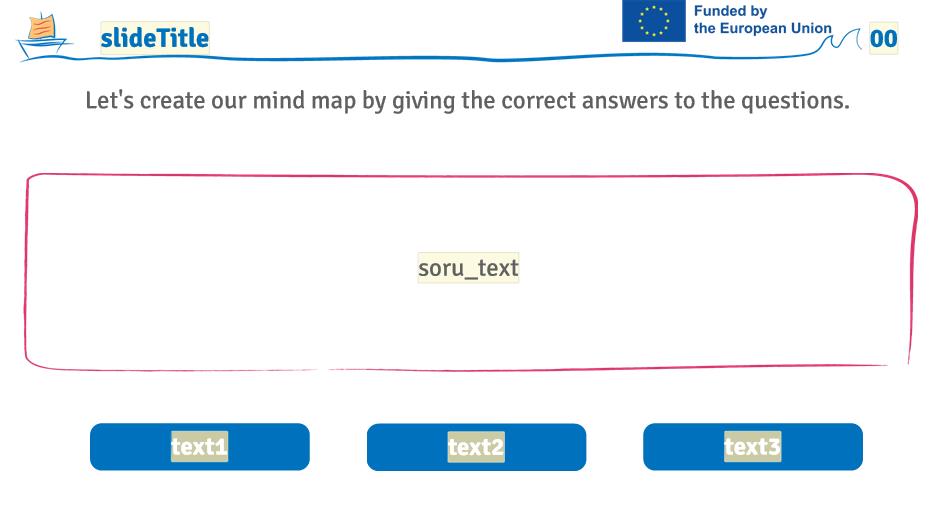 slideTitle
Funded by
the European Union
00
Let's create our mind map by giving the correct answers to the questions.
soru_text
text1
text2
text3